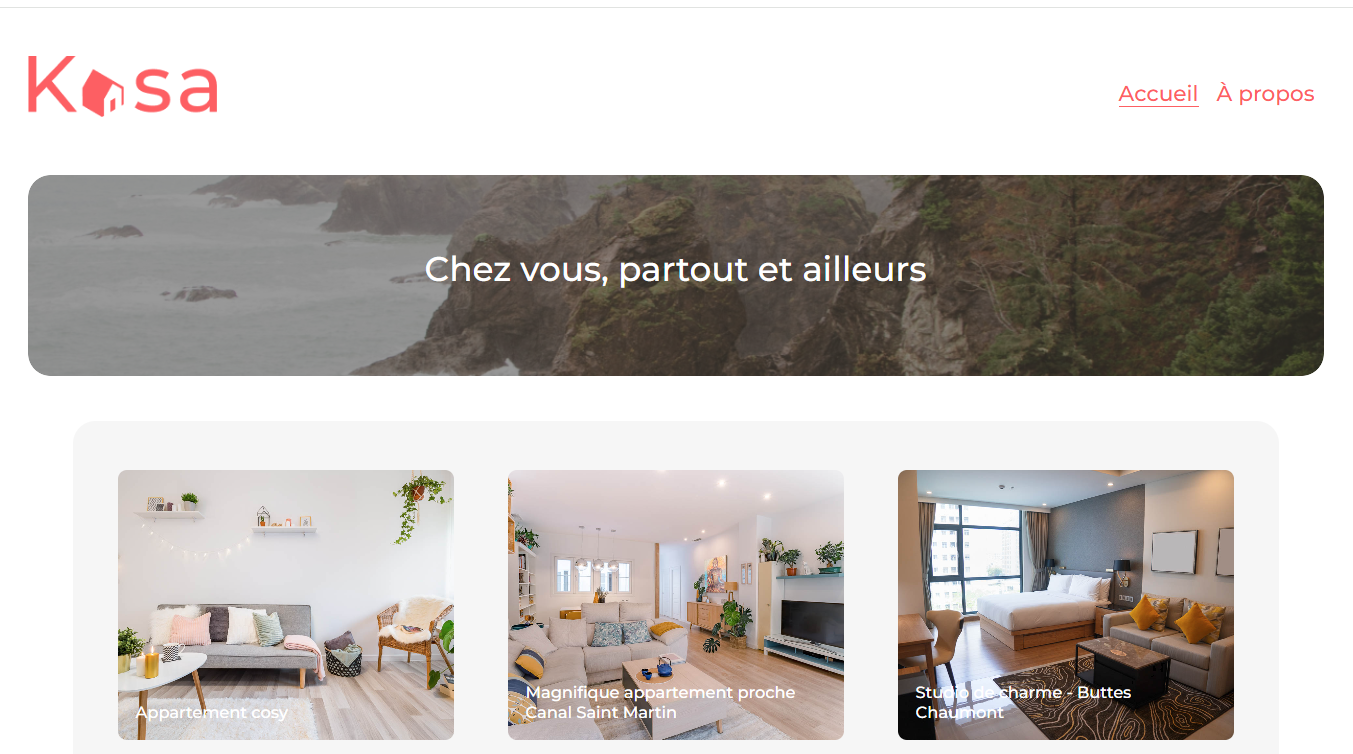 Kasa
Accueil À propos
Chez vous, partout et ailleurs
Appartement cosy
Magnifique appartement proche
Canal Saint Martin
Studio de charme - Buttes
Chaumont